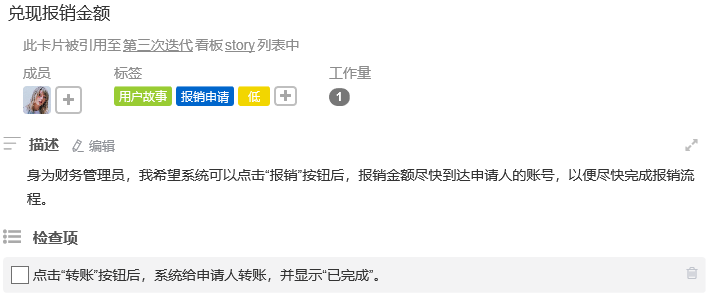 兑现报销金额
此卡片被引用至第三次迭代看板story列表中
成员 标签 工作量
用户故事 报销申请 低 1
描述 编辑
身为财务管理员，我希望系统可以点击“报销”按钮后，报销金额尽快到达申请人的账号，以便尽快完成报销流
程。
检查项
点击“转账”按钮后，系统给申请人转账，并显示“已完成”。